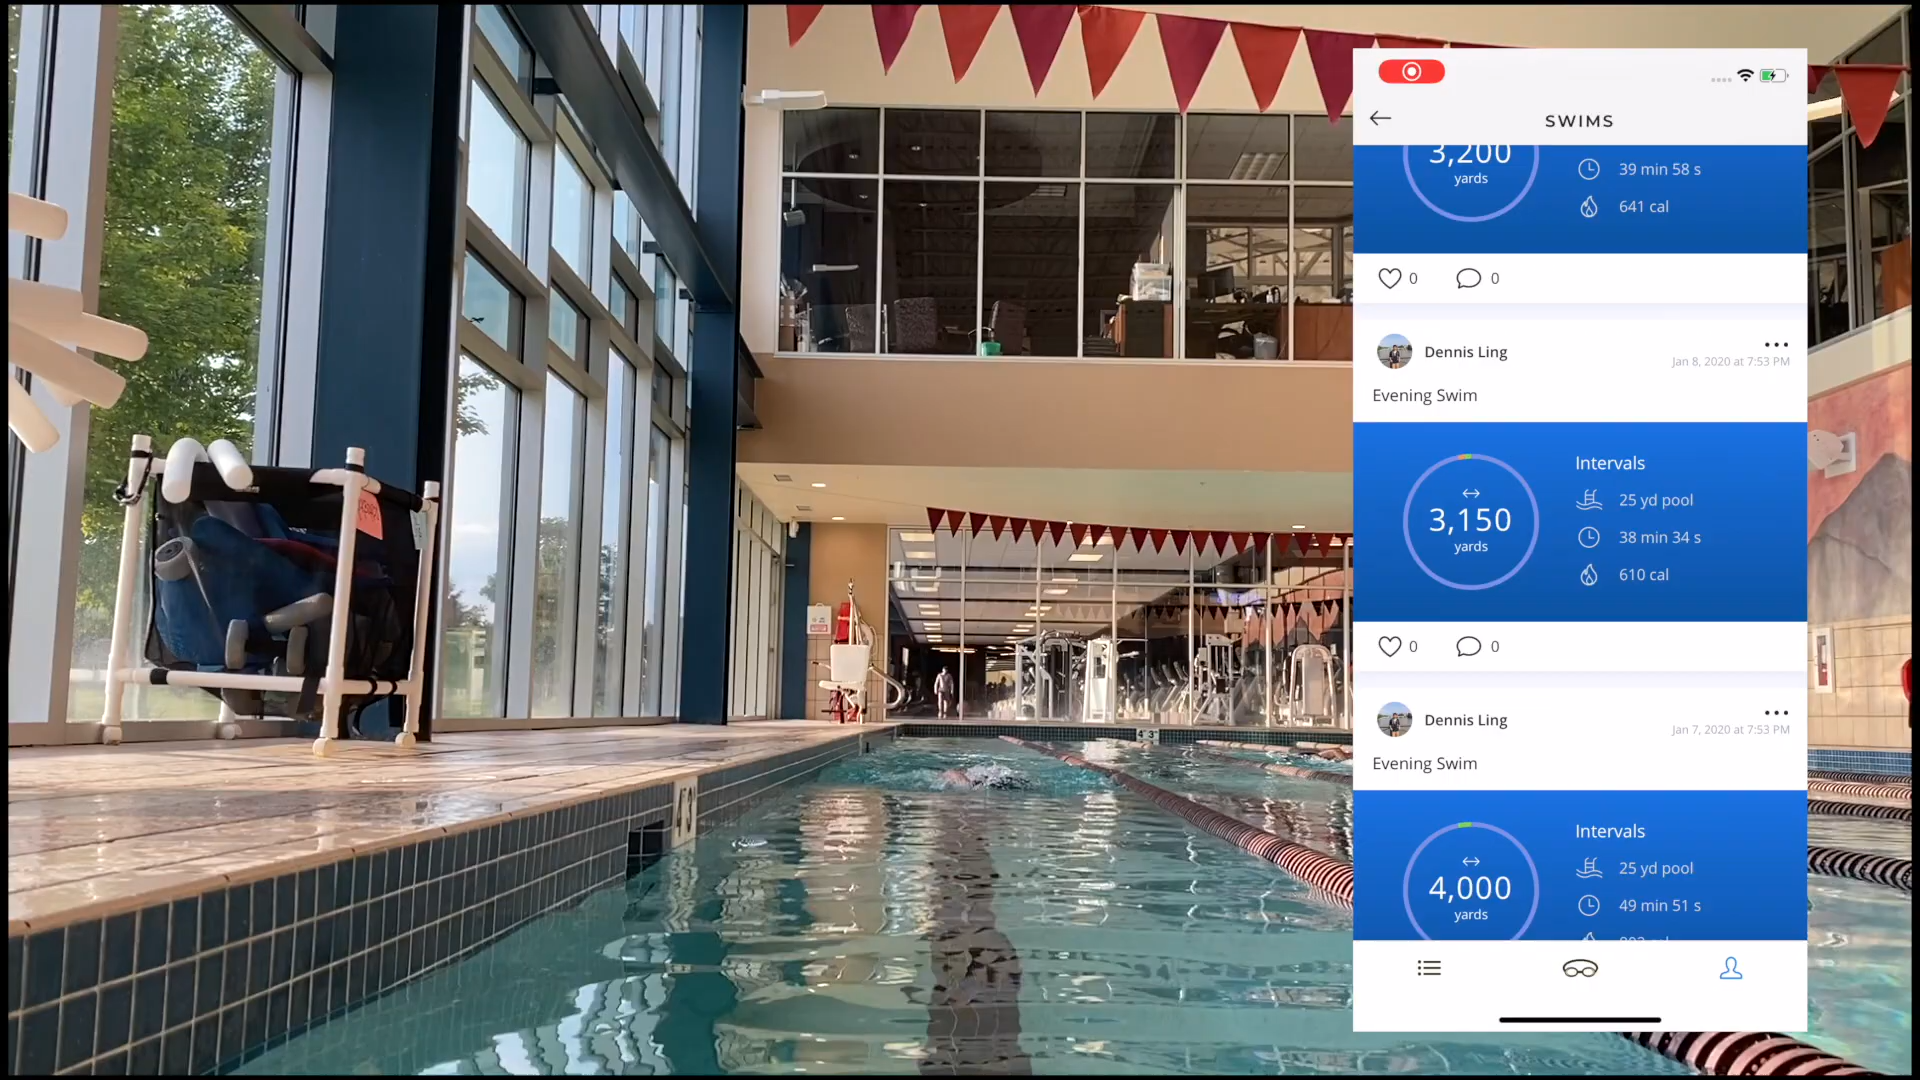 SWIMS
3,200
yards
39 min 58 s
641 cal
0
0
Dennis Ling
Jan 8, 2020 at 7:53 PM
Evening Swim
Intervals
3,150
yards
25 yd pool
38 min 34 s
610 cal
0
0
Dennis Ling
Jan 7, 2020 at 7:53 PM
Evening Swim
Intervals
4,000
yards
25 yd pool
49 min 51 s
4 3